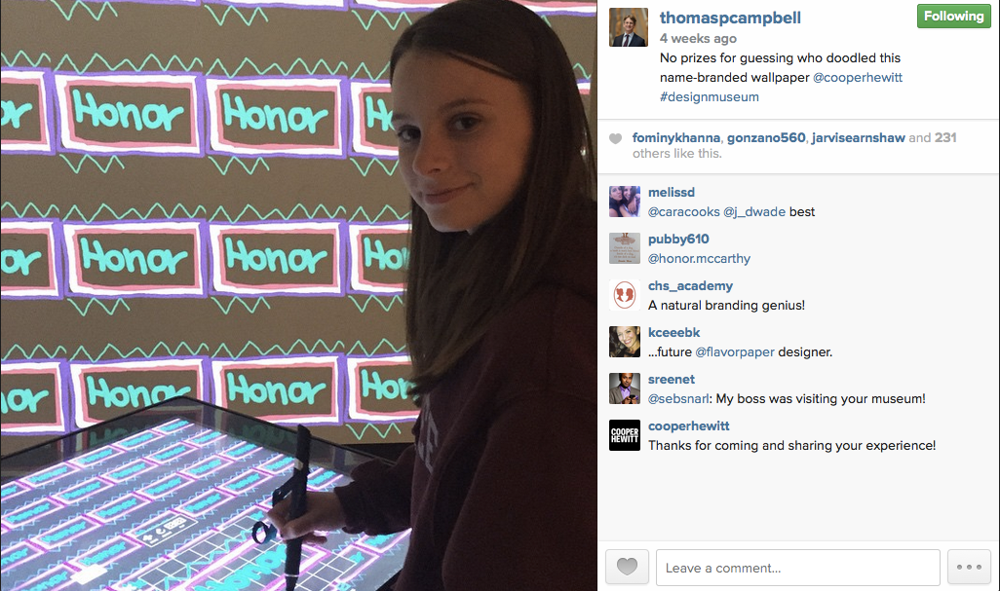 Honor Honor
Honor Honor
Honor Honor
thomaspcampbell
Following
4 weeks ago
No prizes for guessing who doodled this
name-branded wallpaper @cooperhewitt
#designmuseum
fominykhanna, gonzano560, jarvisearnshaw and 231
others like this.
melissd
@caracooks @j_dwade best
pubby610
@honor.mccarthy
chs_academy
A natural branding genius!
kceeebk
...future @flavorpaper designer.
sreenet
@sebsnarl: My boss was visiting your museum!
COOPER
HEWITT
cooperhewitt
Thanks for coming and sharing your experience!
Leave a comment...